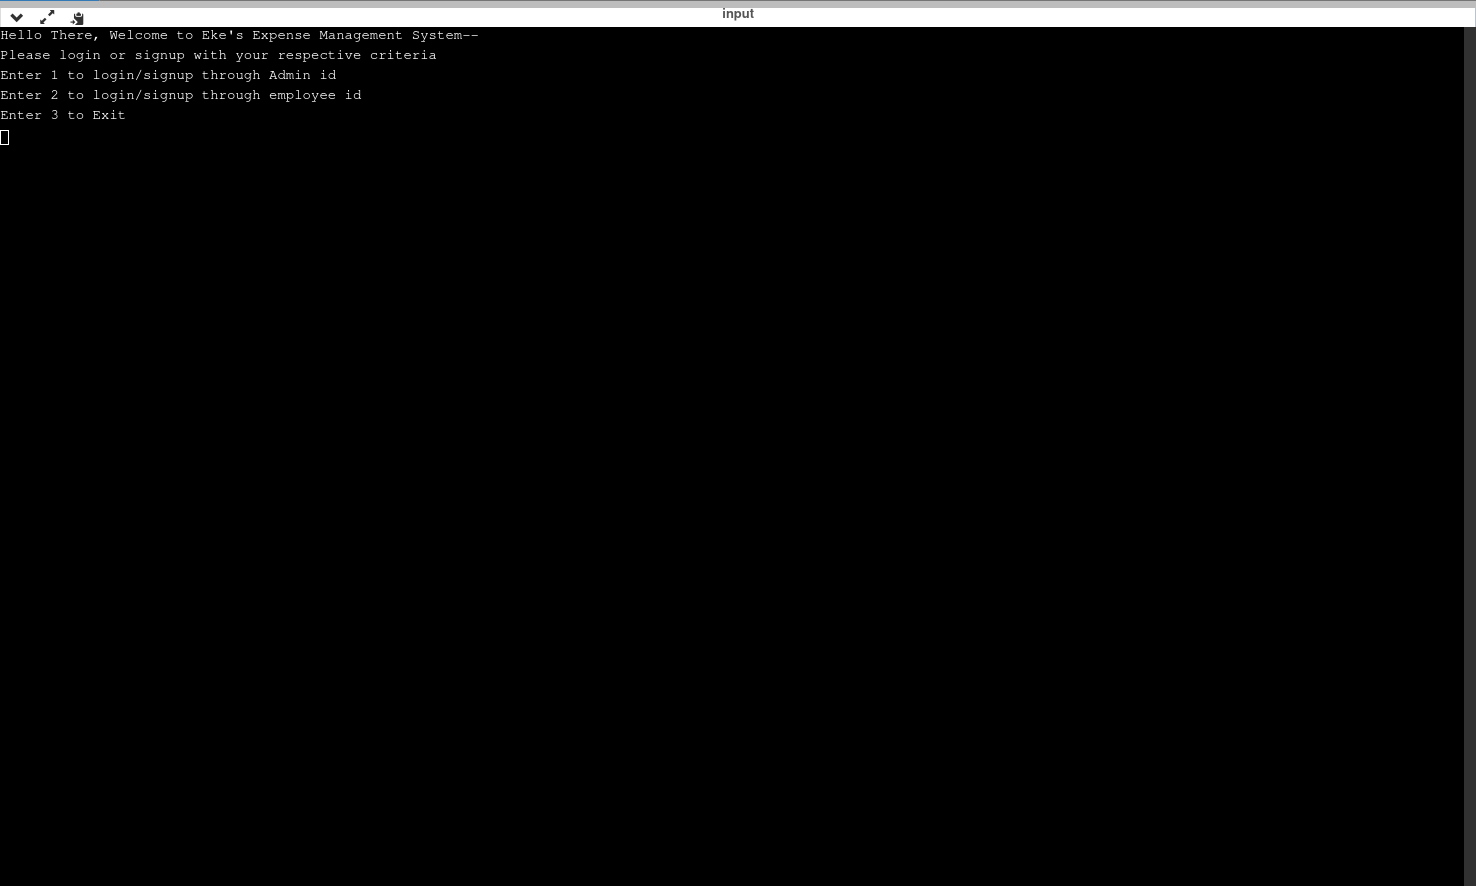 input
Hello There, Welcome to Eke's Expense Management System--
Please login or signup with your respective criteria
Enter 1 to login/signup through Admin id
Enter 2 to login/signup through employee id
Enter 3 to Exit